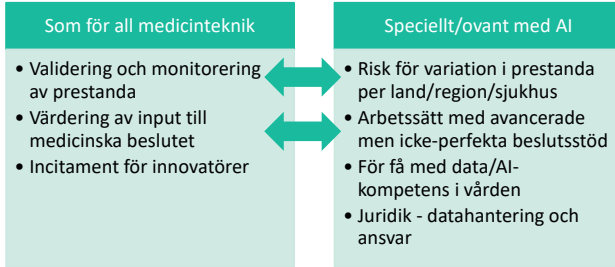 Som för all medicinteknik
• Validering och monitorering
av prestanda
• Värdering av input till
medicinska beslutet
• Incitament för innovatörer
Speciellt/ovant med AI
• Risk för variation i prestanda
per land/region/sjukhus
• Arbetssätt med avancerade
men icke-perfekta beslutsstöd
• För få med data/AI-
kompetens i vården
• Juridik - datahantering och
ansvar